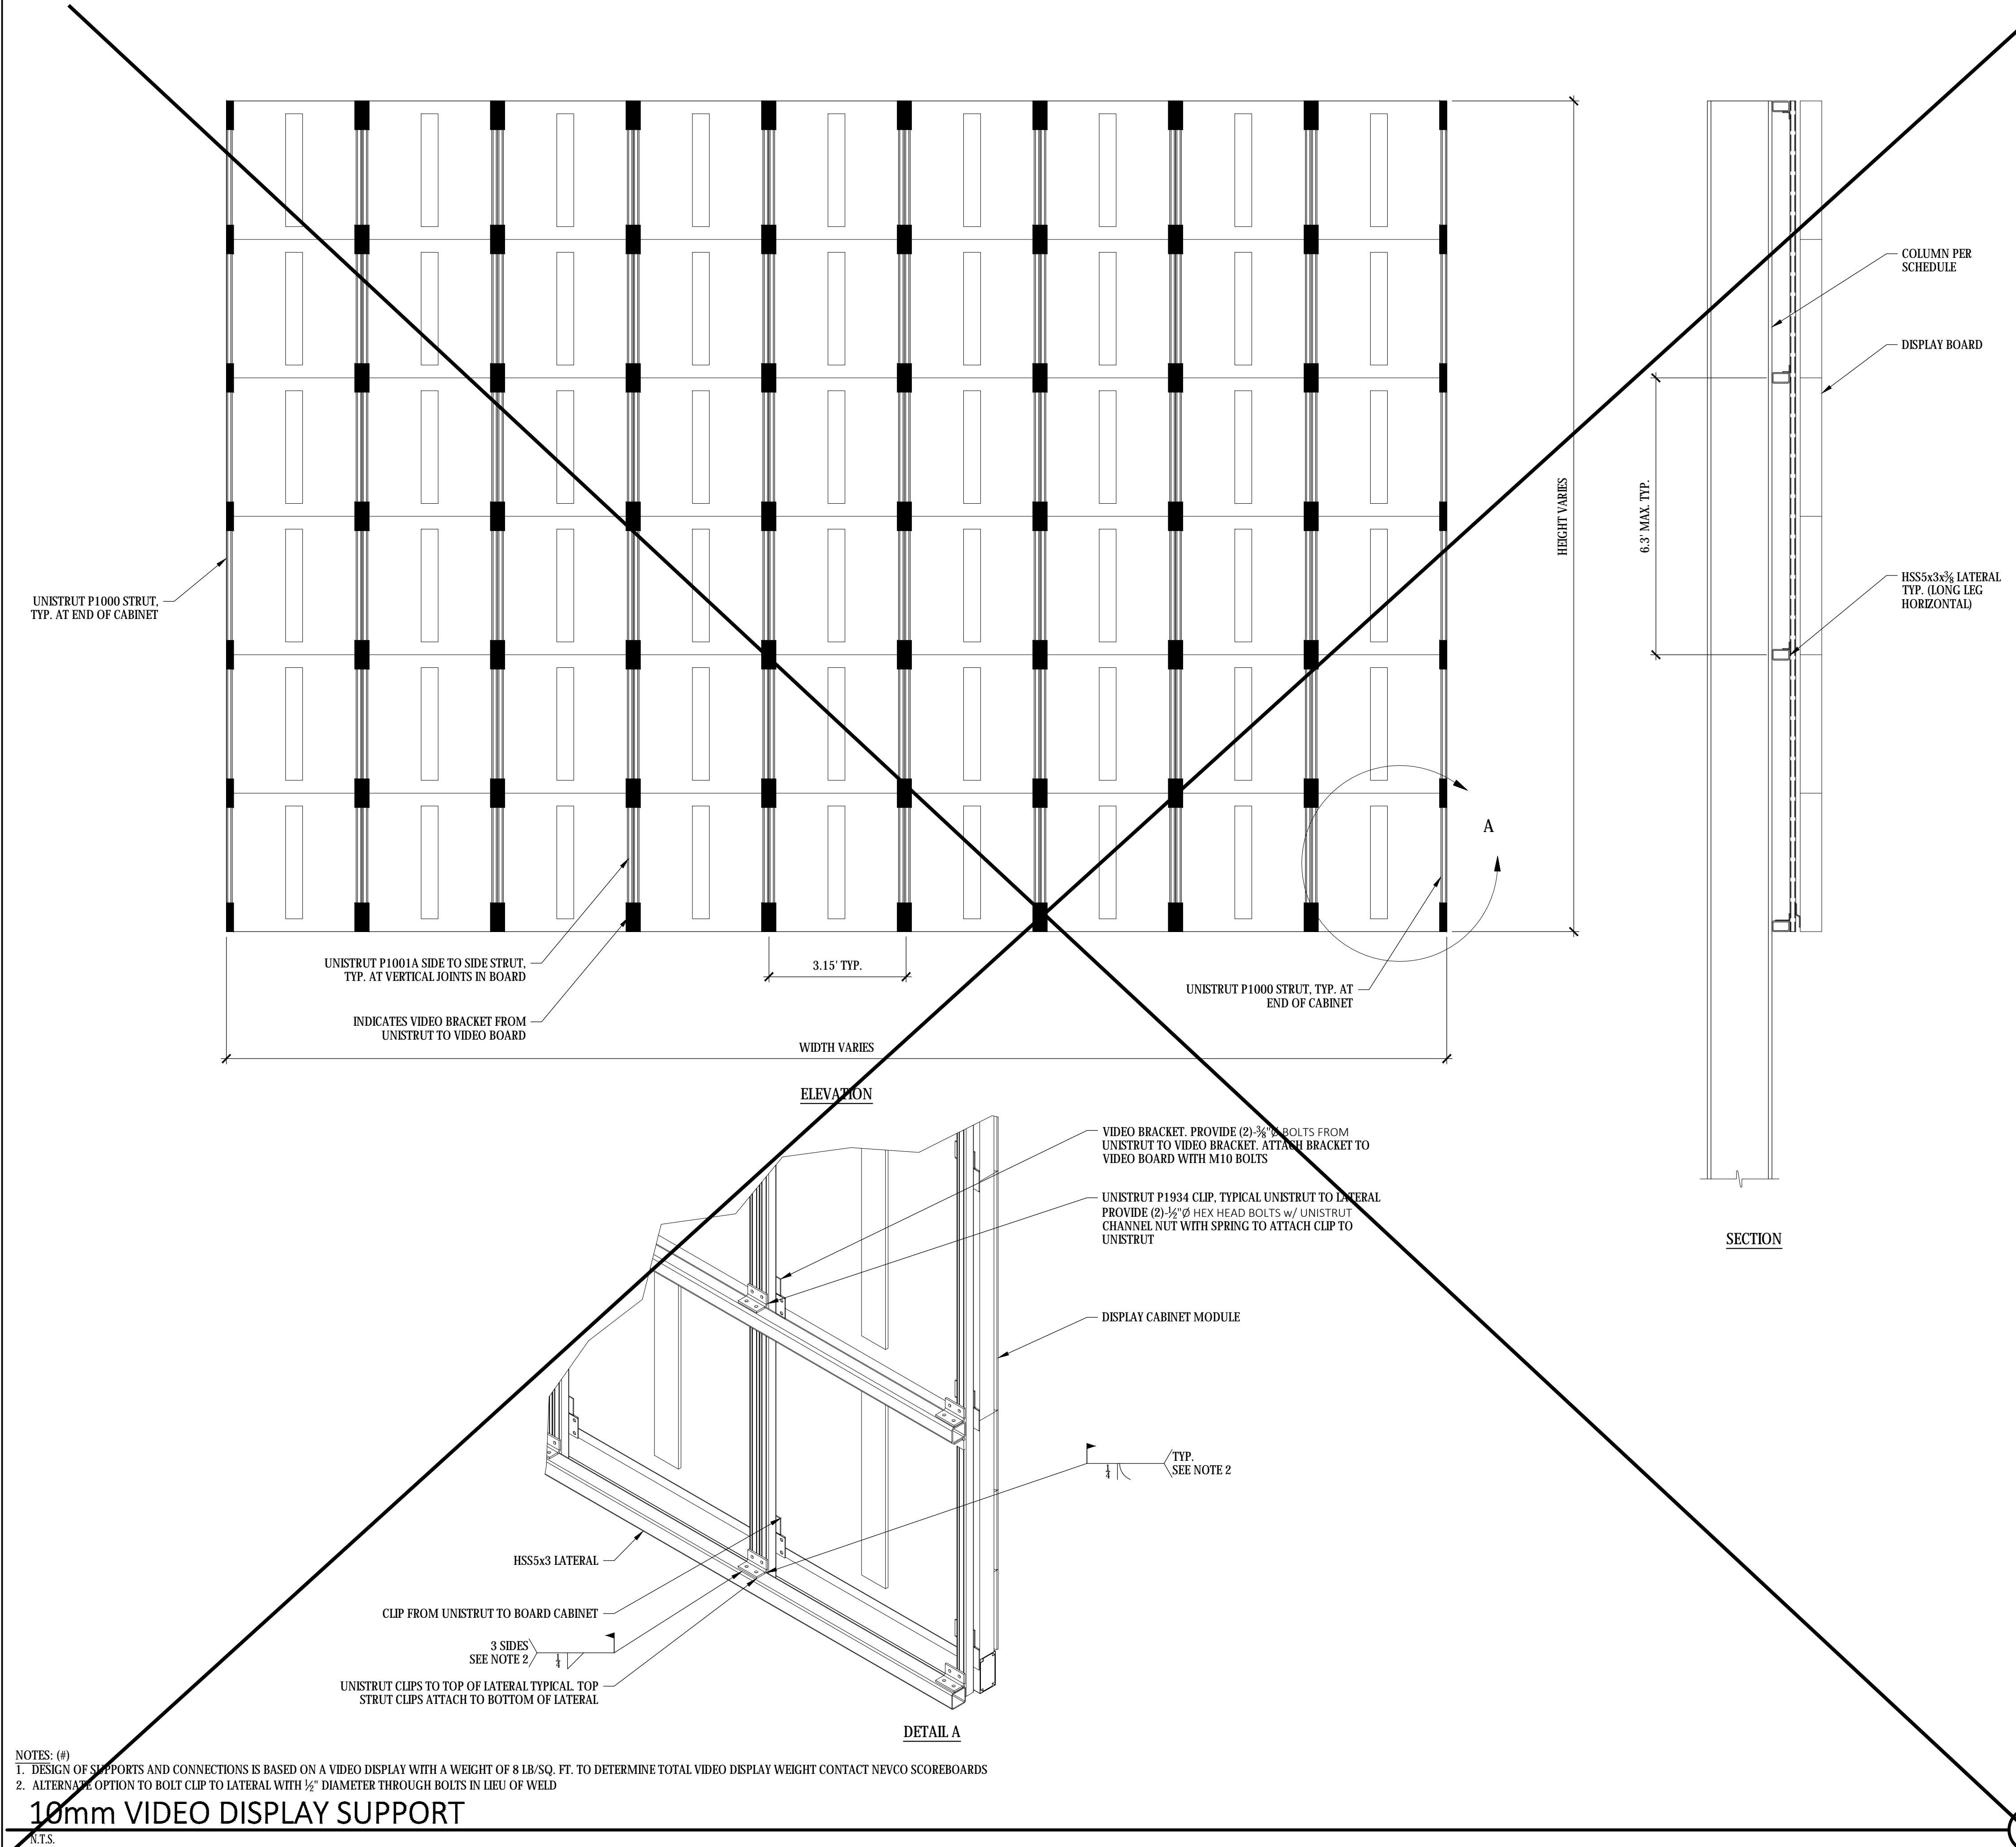 COLUMN PER
SCHEDULE
DISPLAY BOARD
HEIGHT VARIES
6.3' MAX. TYP.
HSS5x3x⅜ LATERAL
TYP. (LONG LEG
HORIZONTAL)
UNISTRUT P1000 STRUT,
TYP. AT END OF CABINET
A
UNISTRUT P1001A SIDE TO SIDE STRUT,
TYP. AT VERTICAL JOINTS IN BOARD
3.15' TYP.
UNISTRUT P1000 STRUT, TYP. AT
END OF CABINET
INDICATES VIDEO BRACKET FROM
UNISTRUT TO VIDEO BOARD
WIDTH VARIES
ELEVATION
VIDEO BRACKET. PROVIDE (2)-⅜"Ø BOLTS FROM
UNISTRUT TO VIDEO BRACKET. ATTACH BRACKET TO
VIDEO BOARD WITH M10 BOLTS
UNISTRUT P1934 CLIP, TYPICAL UNISTRUT TO LATERAL
PROVIDE (2)-½"Ø HEX HEAD BOLTS w/ UNISTRUT
CHANNEL NUT WITH SPRING TO ATTACH CLIP TO
UNISTRUT
SECTION
DISPLAY CABINET MODULE
TYP.
SEE NOTE 2
¼
HSS5x3 LATERAL
CLIP FROM UNISTRUT TO BOARD CABINET
3 SIDES
SEE NOTE 2
¼
UNISTRUT CLIPS TO TOP OF LATERAL TYPICAL. TOP
STRUT CLIPS ATTACH TO BOTTOM OF LATERAL
DETAIL A
NOTES: (#)
1. DESIGN OF SUPPORTS AND CONNECTIONS IS BASED ON A VIDEO DISPLAY WITH A WEIGHT OF 8 LB/SQ. FT. TO DETERMINE TOTAL VIDEO DISPLAY WEIGHT CONTACT NEVCO SCOREBOARDS
2. ALTERNATE OPTION TO BOLT CLIP TO LATERAL WITH ½" DIAMETER THROUGH BOLTS IN LIEU OF WELD
10mm VIDEO DISPLAY SUPPORT
N.T.S.